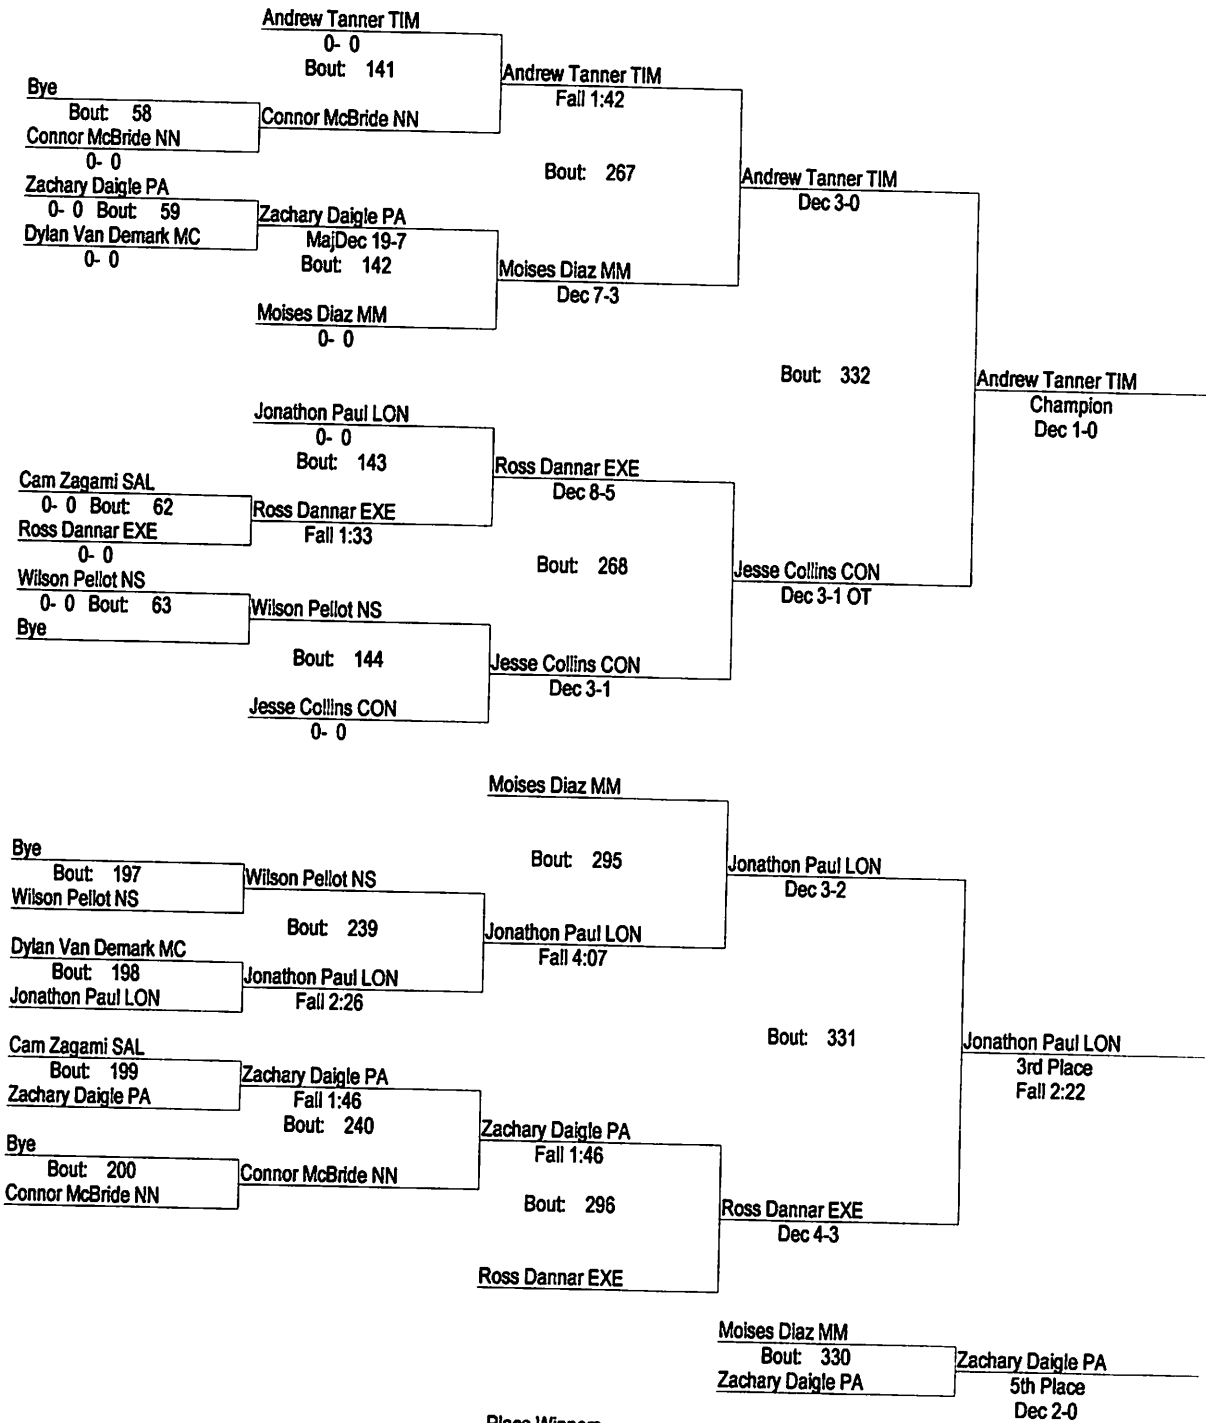 Andrew Tanner TIM
0- 0
Bout: 141
Andrew Tanner TIM
Fall 1:42
Bye
Bout: 58
Connor McBride NN
Connor McBride NN
0- 0
Bout: 267
Andrew Tanner TIM
Dec 3-0
Zachary Daigle PA
0- 0 Bout: 59
Zachary Daigle PA
Dylan Van Demark MC
MajDec 19-7
0- 0
Bout: 142
Moises Diaz MM
Dec 7-3
Moises Diaz MM
0- 0
Bout: 332
Andrew Tanner TIM
Champion
Dec 1-0
Jonathon Paul LON
0- 0
Bout: 143
Ross Dannar EXE
Dec 8-5
Cam Zagami SAL
0- 0 Bout: 62
Ross Dannar EXE
Ross Dannar EXE
Fall 1:33
0- 0
Bout: 268
Jesse Collins CON
Dec 3-1 OT
Wilson Pellot NS
0- 0 Bout: 63
Wilson Pellot NS
Bye
Bout: 144
Jesse Collins CON
Dec 3-1
Jesse Collins CON
0- 0
Moises Diaz MM
Bout: 295
Jonathon Paul LON
Dec 3-2
Bye
Bout: 197
Wilson Pellot NS
Wilson Pellot NS
Bout: 239
Jonathon Paul LON
Fall 4:07
Dylan Van Demark MC
Bout: 198
Jonathon Paul LON
Jonathon Paul LON
Fall 2:26
Bout: 331
Jonathon Paul LON
3rd Place
Fall 2:22
Cam Zagami SAL
Bout: 199
Zachary Daigle PA
Zachary Daigle PA
Fall 1:46
Bout: 240
Zachary Daigle PA
Fall 1:46
Bye
Bout: 200
Connor McBride NN
Connor McBride NN
Bout: 296
Ross Dannar EXE
Dec 4-3
Ross Dannar EXE
Moises Diaz MM
Bout: 330
Zachary Daigle PA
Zachary Daigle PA
5th Place
Dec 2-0
Place Winners